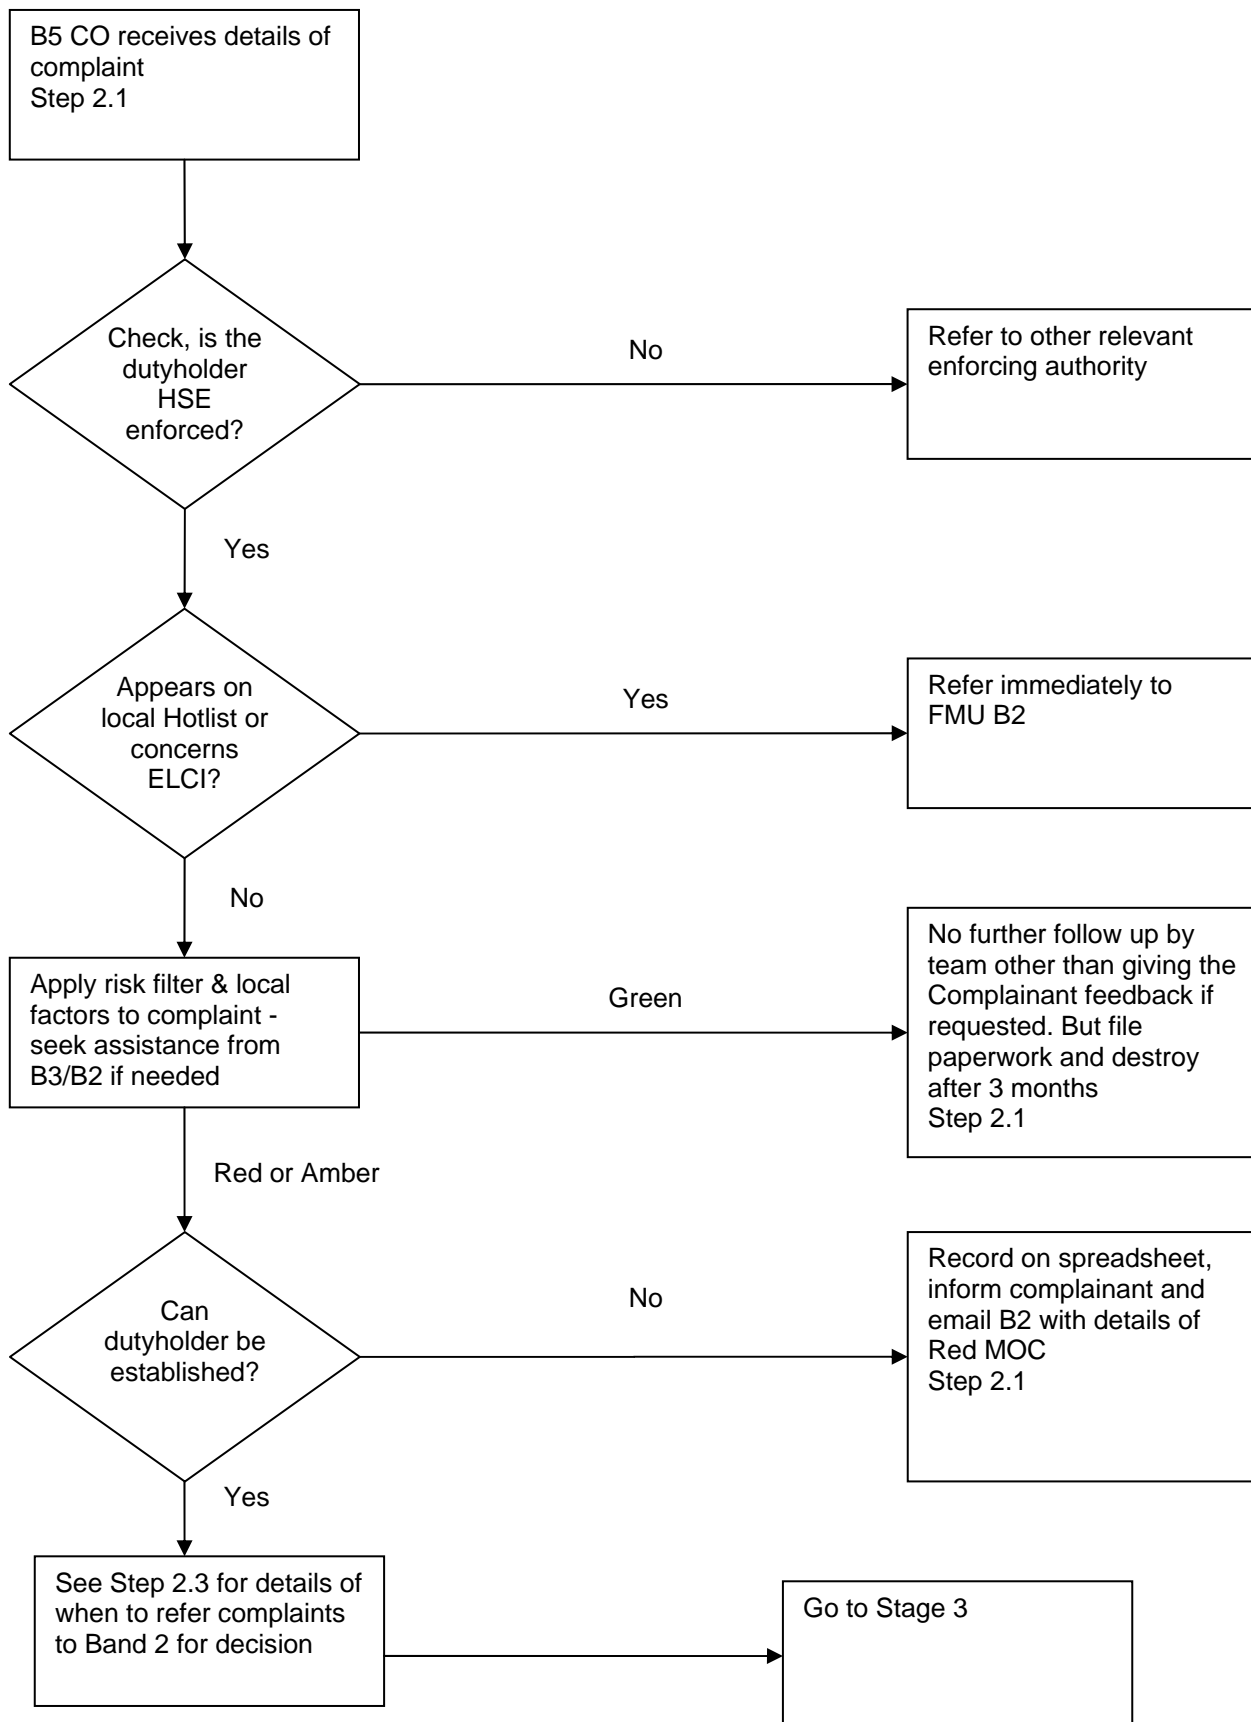 B5 CO receives details of
complaint
Step 2.1
Check, is the
dutyholder
HSE
enforced?
No
Refer to other relevant
enforcing authority
Yes
Appears on
local Hotlist or
concerns
ELCI?
Yes
Refer immediately to
FMU B2
No
Apply risk filter & local
factors to complaint -
seek assistance from
B3/B2 if needed
Green
No further follow up by
team other than giving the
Complainant feedback if
requested. But file
paperwork and destroy
after 3 months
Step 2.1
Red or Amber
Can
dutyholder be
established?
No
Record on spreadsheet,
inform complainant and
email B2 with details of
Red MOC
Step 2.1
Yes
See Step 2.3 for details of
when to refer complaints
to Band 2 for decision
Go to Stage 3